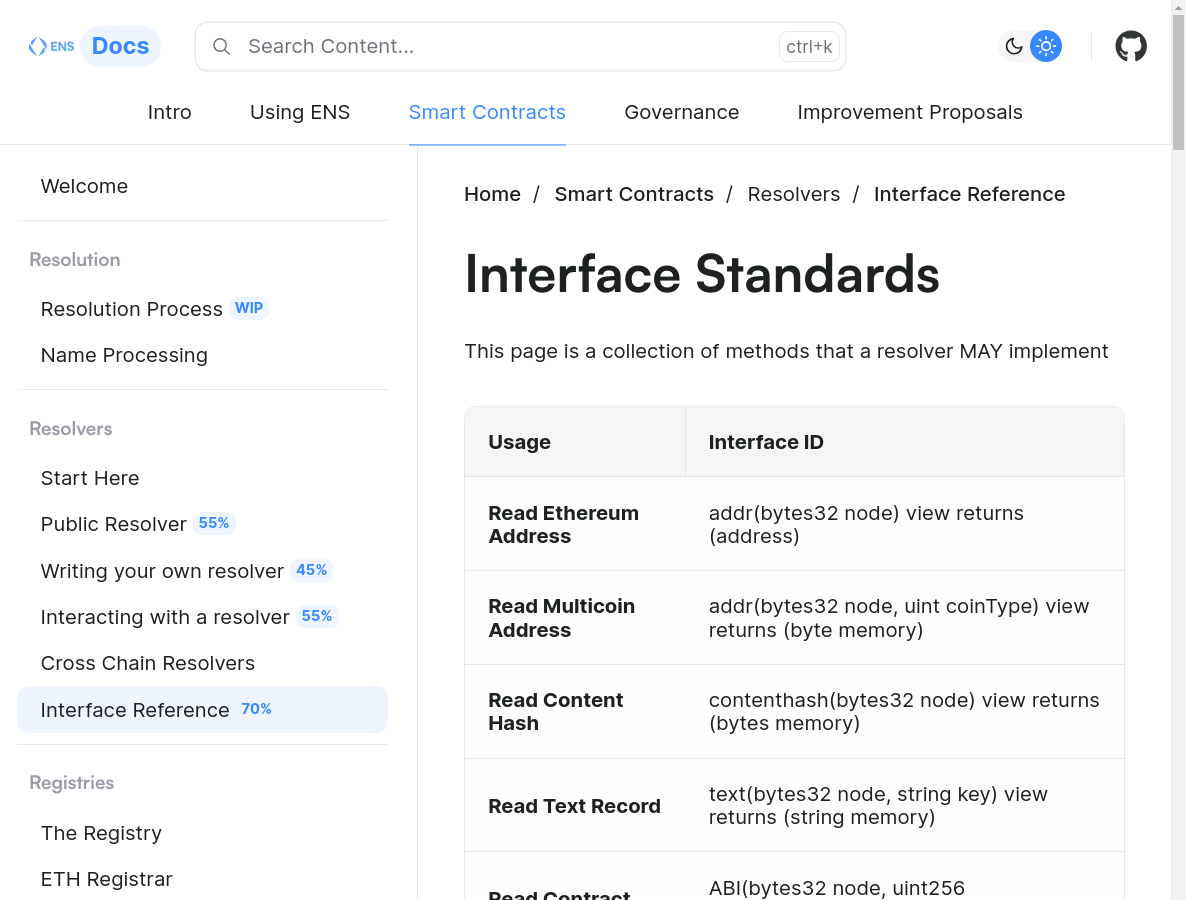 ENS Docs
Search Content...
ctrl+k
Intro
Using ENS
Smart Contracts
Governance
Improvement Proposals
Welcome
Resolution
Resolution Process WIP
Name Processing
Resolvers
Start Here
Public Resolver 55%
Writing your own resolver 45%
Interacting with a resolver 55%
Cross Chain Resolvers
Interface Reference 70%
Registries
The Registry
ETH Registrar
Home / Smart Contracts / Resolvers / Interface Reference
Interface Standards
This page is a collection of methods that a resolver MAY implement
Usage
Interface ID
Read Ethereum
Address
addr(bytes32 node) view returns
(address)
Read Multicoin
Address
addr(bytes32 node, uint coinType) view
returns (byte memory)
Read Content
Hash
contenthash(bytes32 node) view returns
(bytes memory)
Read Text Record
text(bytes32 node, string key) view
returns (string memory)
Read Contract
ABI(bytes32 node, uint256